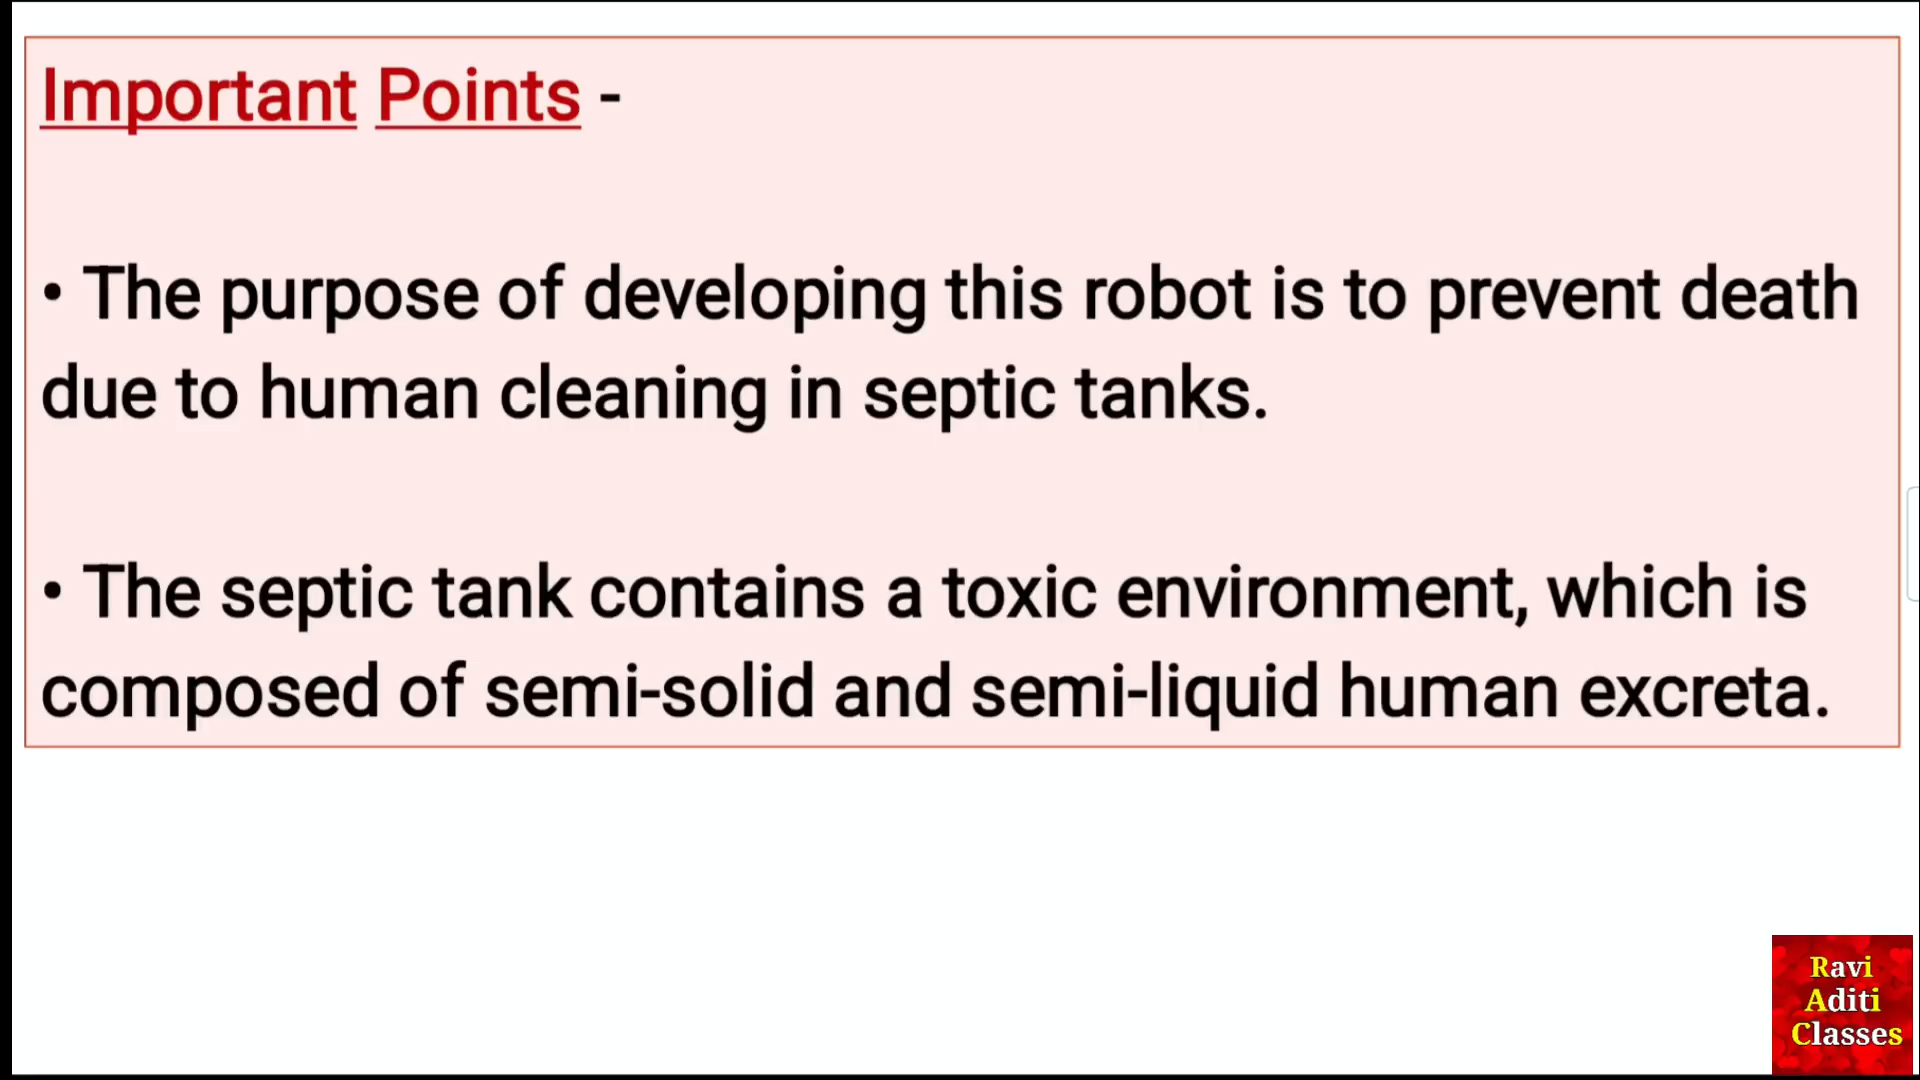 Important Points -
• The purpose of developing this robot is to prevent death
due to human cleaning in septic tanks.
• The septic tank contains a toxic environment, which is
composed of semi-solid and semi-liquid human excreta.
Ravi
Aditi
Classes